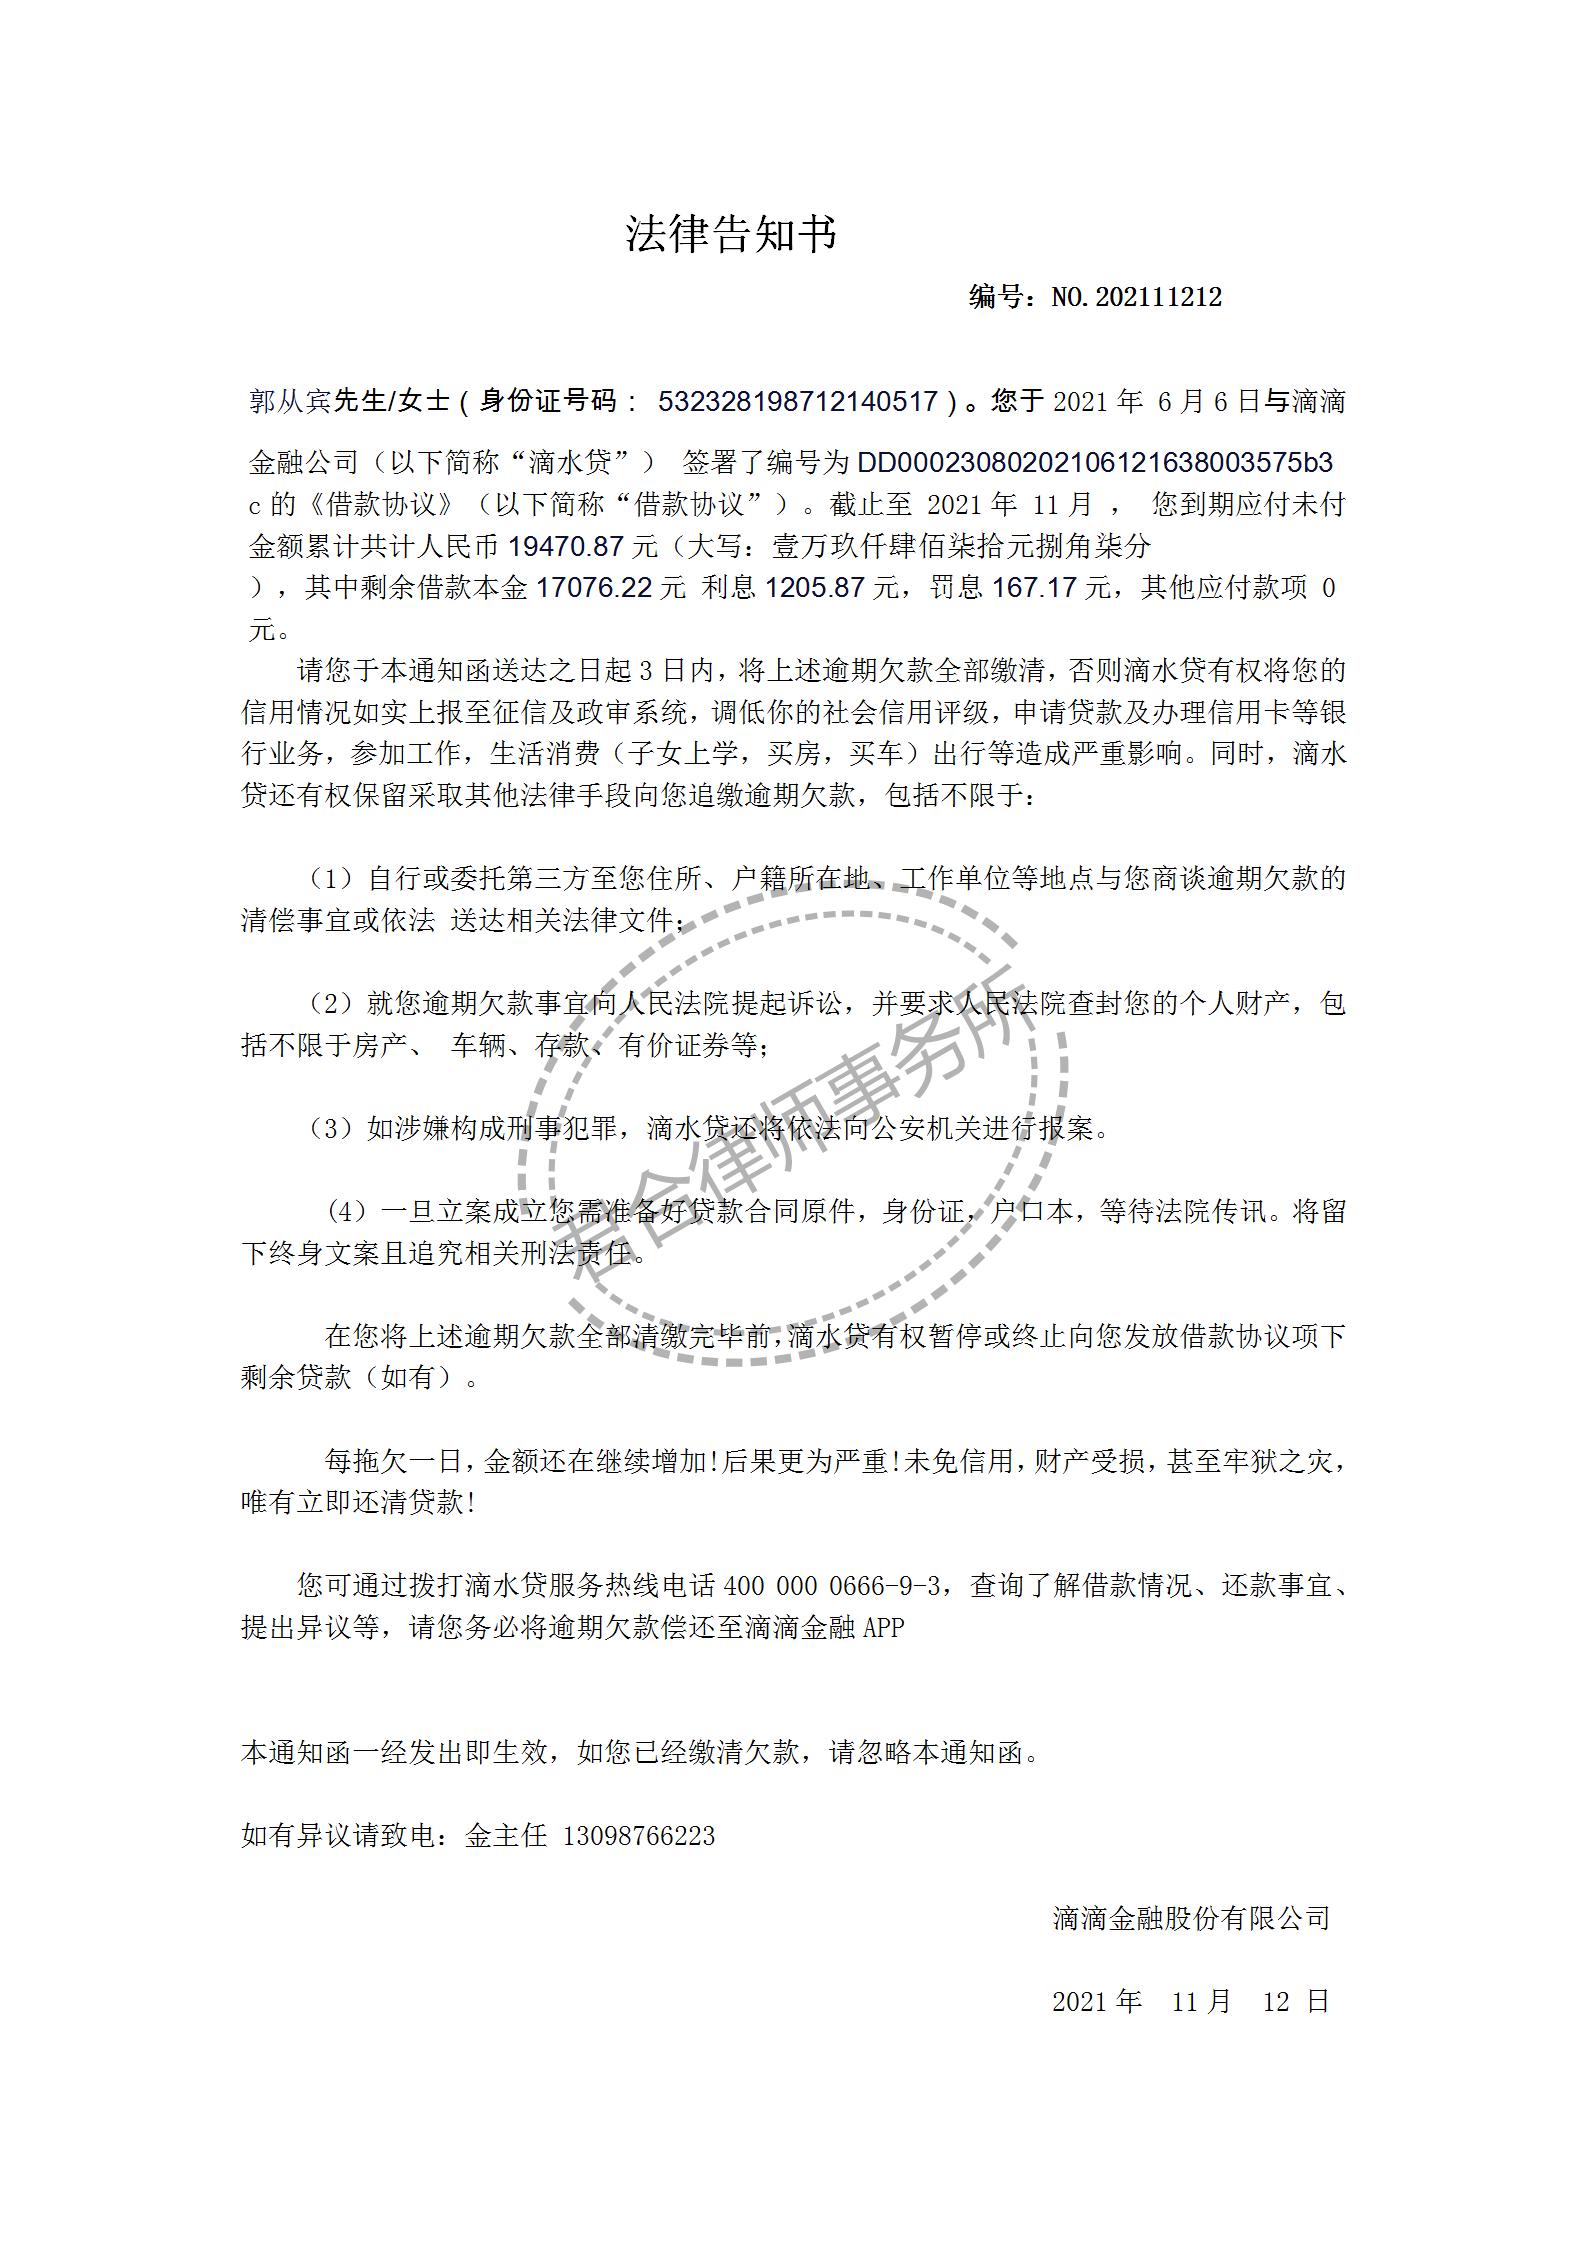 法律告知书
编号：NO.202111212
郭从宾先生/女士（身份证号码： 532328198712140517）。您于 2021年 6月6日与滴滴
金融公司（以下简称“滴水贷”） 签署了编号为 DD00023080202106121638003575b3
c 的《借款协议》（以下简称“借款协议”）。截止至 2021年 11月 ， 您到期应付未付
金额累计共计人民币 19470.87 元（大写：壹万玖仟肆佰柒拾元捌角柒分
），其中剩余借款本金 17076.22 元 利息 1205.87 元，罚息 167.17 元，其他应付款项 0
元。
请您于本通知函送达之日起3日内，将上述逾期欠款全部缴清，否则滴水贷有权将您的
信用情况如实上报至征信及政审系统，调低你的社会信用评级，申请贷款及办理信用卡等银
行业务，参加工作，生活消费（子女上学，买房，买车）出行等造成严重影响。同时，滴水
贷还有权保留采取其他法律手段向您追缴逾期欠款，包括不限于：
（1）自行或委托第三方至您住所、户籍所在地、工作单位等地点与您商谈逾期欠款的
清偿事宜或依法 送达相关法律文件；
（2）就您逾期欠款事宜向人民法院提起诉讼，并要求人民法院查封您的个人财产，包
括不限于房产、 车辆、存款、有价证券等；
（3）如涉嫌构成刑事犯罪，滴水贷还将依法向公安机关进行报案。
(4）一旦立案成立您需准备好贷款合同原件，身份证，户口本，等待法院传讯。将留
下终身文案且追究相关刑法责任。
在您将上述逾期欠款全部清缴完毕前，滴水贷有权暂停或终止向您发放借款协议项下
剩余贷款（如有）。
每拖欠一日，金额还在继续增加！后果更为严重！未免信用，财产受损，甚至牢狱之灾，
唯有立即还清贷款！
您可通过拨打滴水贷服务热线电话 400 000 0666-9-3，查询了解借款情况、还款事宜、
提出异议等，请您务必将逾期欠款偿还至滴滴金融 APP
本通知函一经发出即生效，如您已经缴清欠款，请忽略本通知函。
如有异议请致电：金主任 13098766223
滴滴金融股份有限公司
2021年 11月 12 日
君合律师事务所